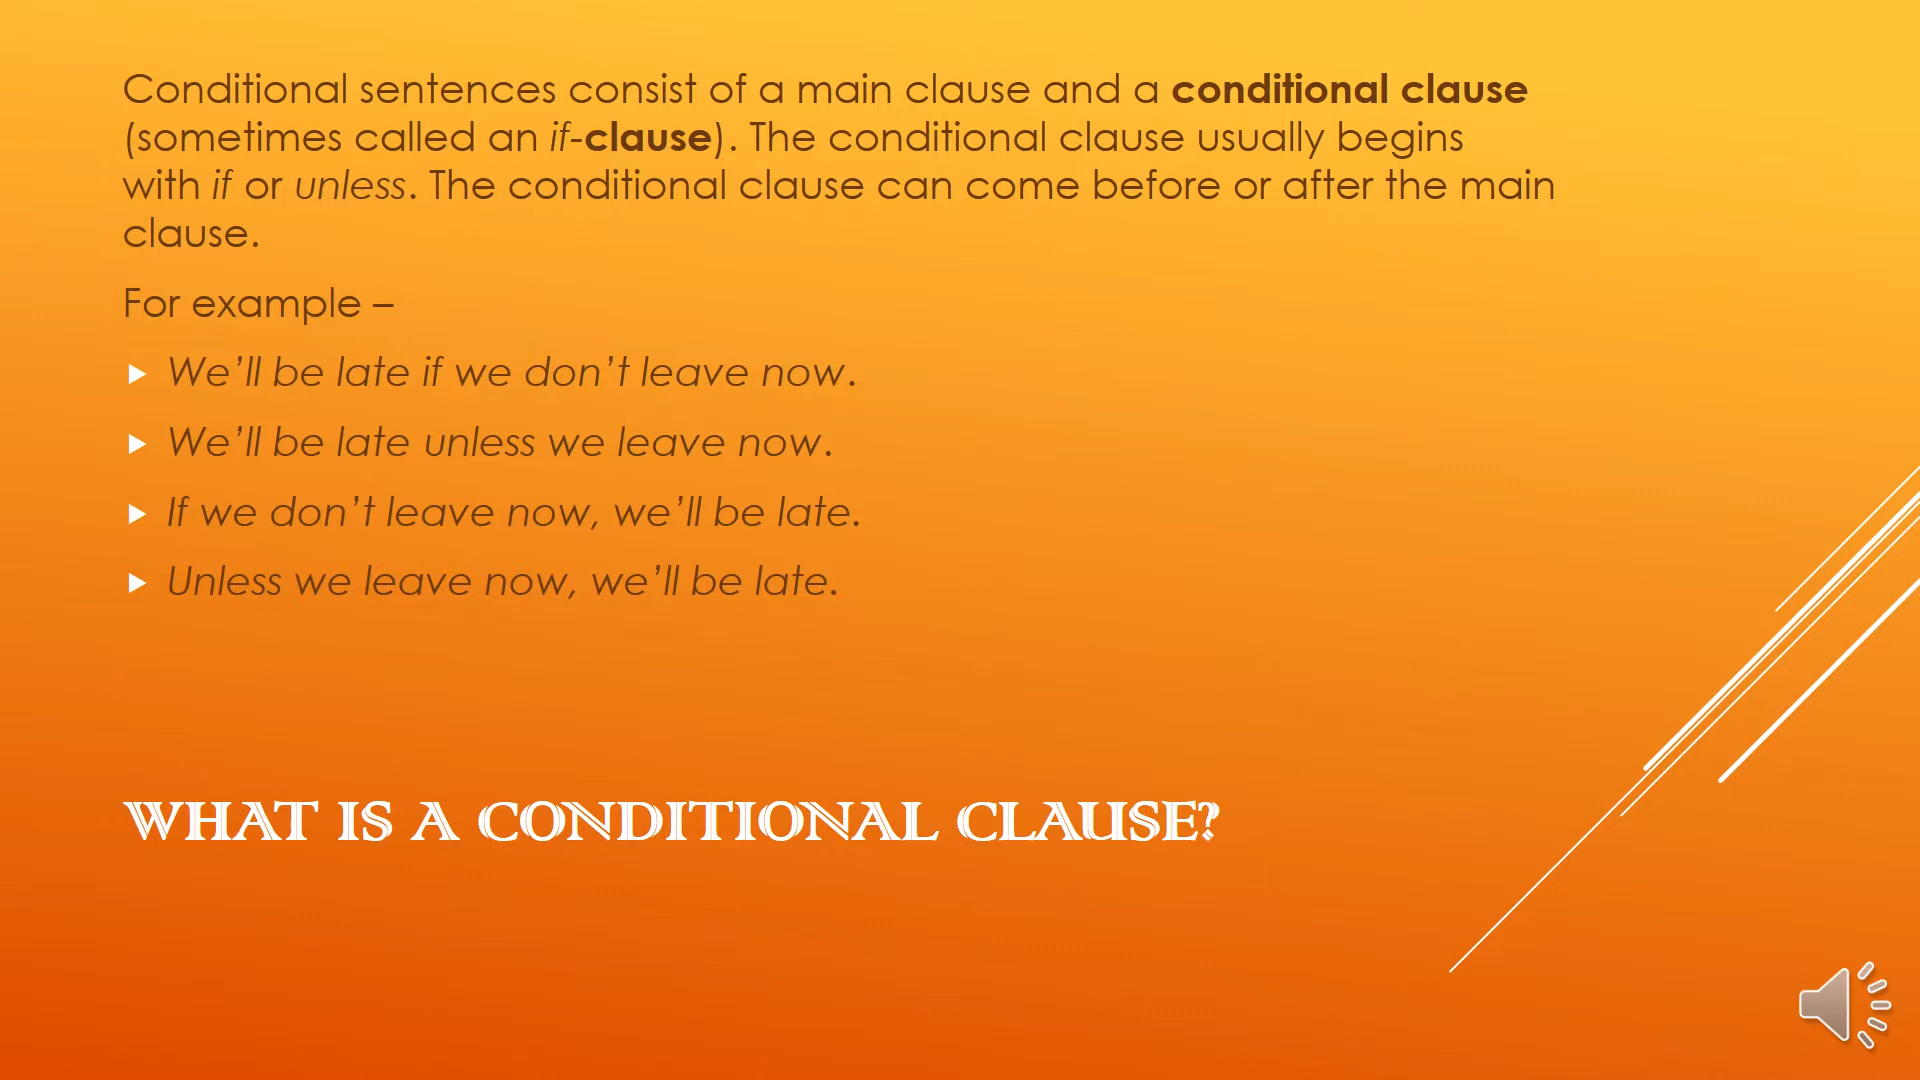 Conditional sentences consist of a main clause and a conditional clause
(sometimes called an if-clause). The conditional clause usually begins
with if or unless. The conditional clause can come before or after the main
clause.
For example –
We’ll be late if we don’t leave now.
We’ll be late unless we leave now.
If we don’t leave now, we’ll be late.
Unless we leave now, we’ll be late.
WHAT IS A CONDITIONAL CLAUSE?